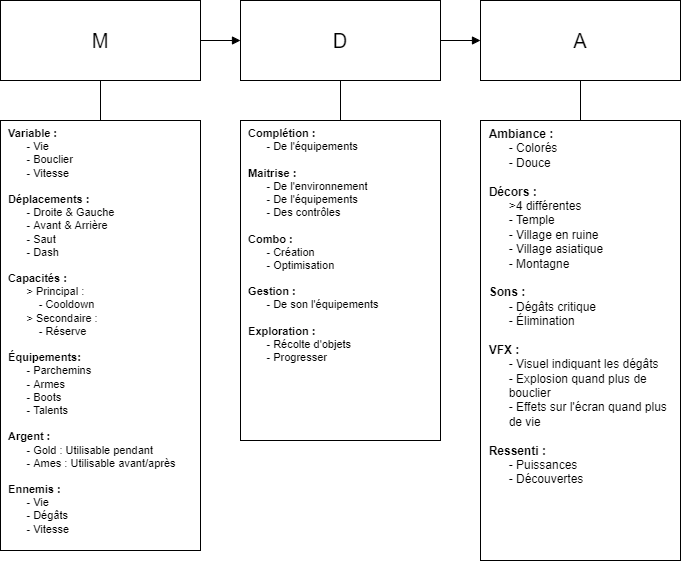 M
D
A
Variable :
- Vie
- Bouclier
- Vitesse
Déplacements :
- Droite & Gauche
- Avant & Arrière
- Saut
- Dash
Capacités :
> Principal :
- Cooldown
> Secondaire :
- Réserve
Équipements:
- Parchemins
- Armes
- Boots
- Talents
Argent :
- Gold : Utilisable pendant
- Ames : Utilisable avant/après
Ennemis :
- Vie
- Dégâts
- Vitesse
Complétion :
- De l'équipements
Maitrise :
- De l'environnement
- De l'équipements
- Des contrôles
Combo :
- Création
- Optimisation
Gestion :
- De son l'équipements
Exploration :
- Récolte d'objets
- Progresser
Ambiance :
- Colorés
- Douce
Décors :
>4 différentes
- Temple
- Village en ruine
- Village asiatique
- Montagne
Sons :
- Dégâts critique
- Élimination
VFX :
- Visuel indiquant les dégâts
- Explosion quand plus de
bouclier
- Effets sur l'écran quand plus
de vie
Ressenti :
- Puissances
- Découvertes